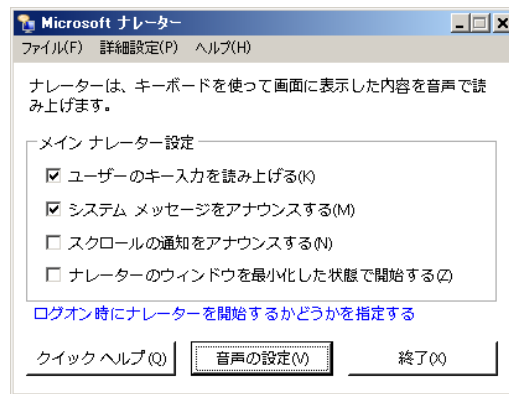 Microsoft ナレーター
ファイル(F) 詳細設定(P) ヘルプ(H)
ナレーターは、キーボードを使って画面に表示した内容を音声で読
み上げます。
メイン ナレーター設定
ユーザーのキー入力を読み上げる(K)
システム メッセージをアナウンスする(M)
スクロールの通知をアナウンスする(N)
ナレーターのウィンドウを最小化した状態で開始する(Z)
ログオン時にナレーターを開始するかどうかを指定する
クイック ヘルプ(Q) 音声の設定(V) 終了(X)